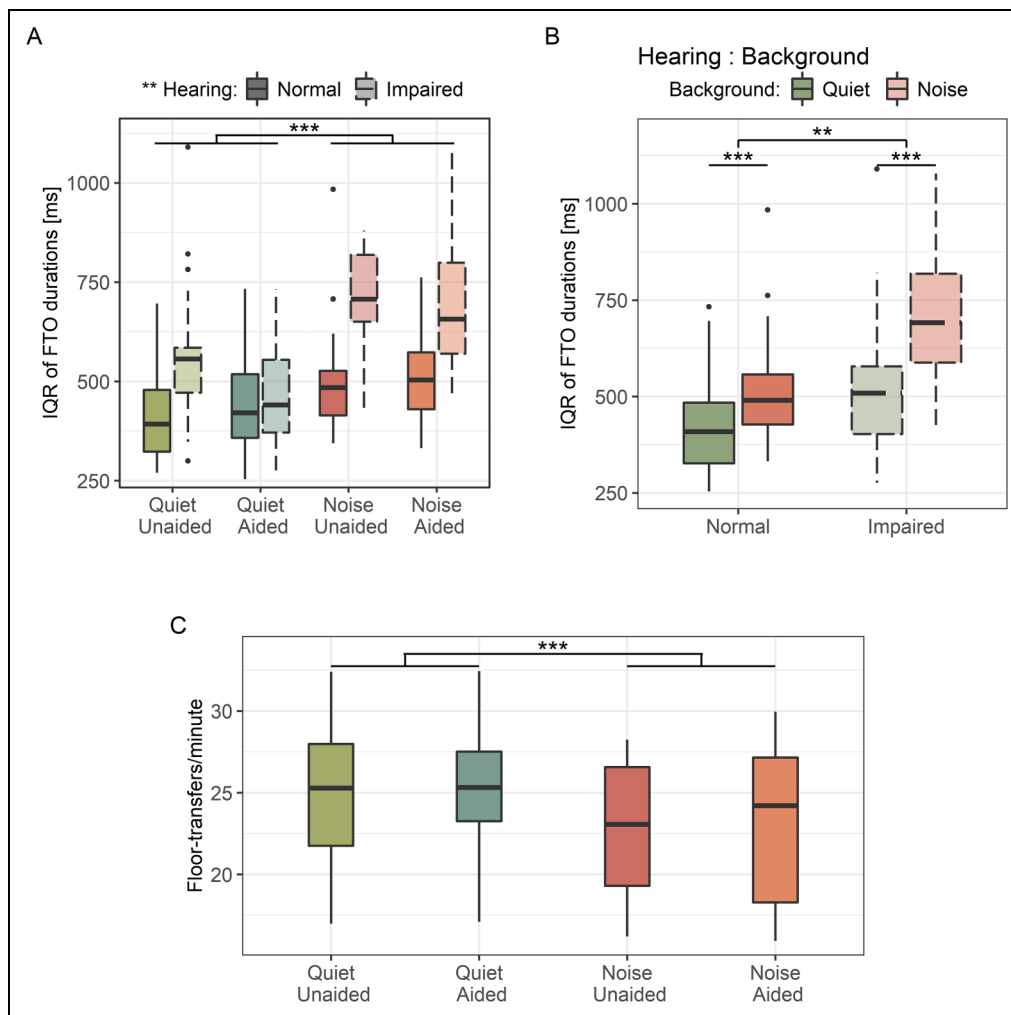 A
** Hearing: Normal Impaired
***
IQR of FTO durations [ms]
1000
750
500
250
Quiet Unaided
Quiet Aided
Noise Unaided
Noise Aided
B
Hearing : Background
Background: Quiet Noise
**
*** ***
IQR of FTO durations [ms]
1000
750
500
250
Normal Impaired
C
***
Floor-transfers/minute
30
25
20
Quiet Unaided
Quiet Aided
Noise Unaided
Noise Aided